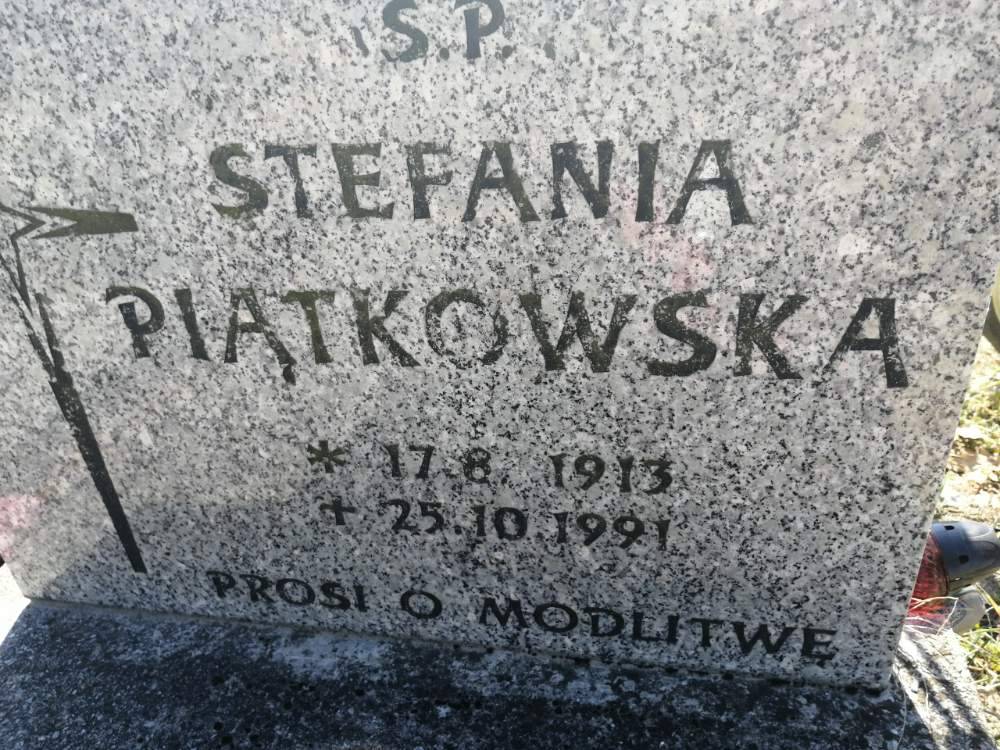 Ś.P.
STEFANIA
PIĄTKOWSKA
* 17.8. 1913
+ 25.10.1991
PROSI O MODLITWĘ